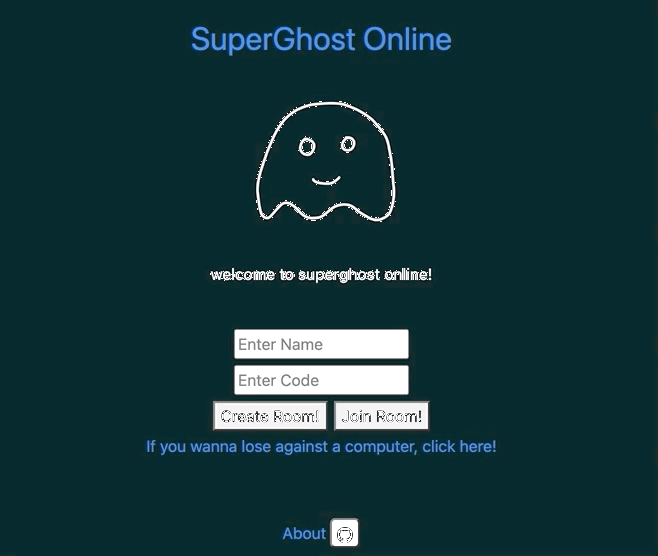 SuperGhost Online
welcome to superghost online!
Enter Name
Enter Code
Create Room! Join Room!
If you wanna lose against a computer, click here!
About